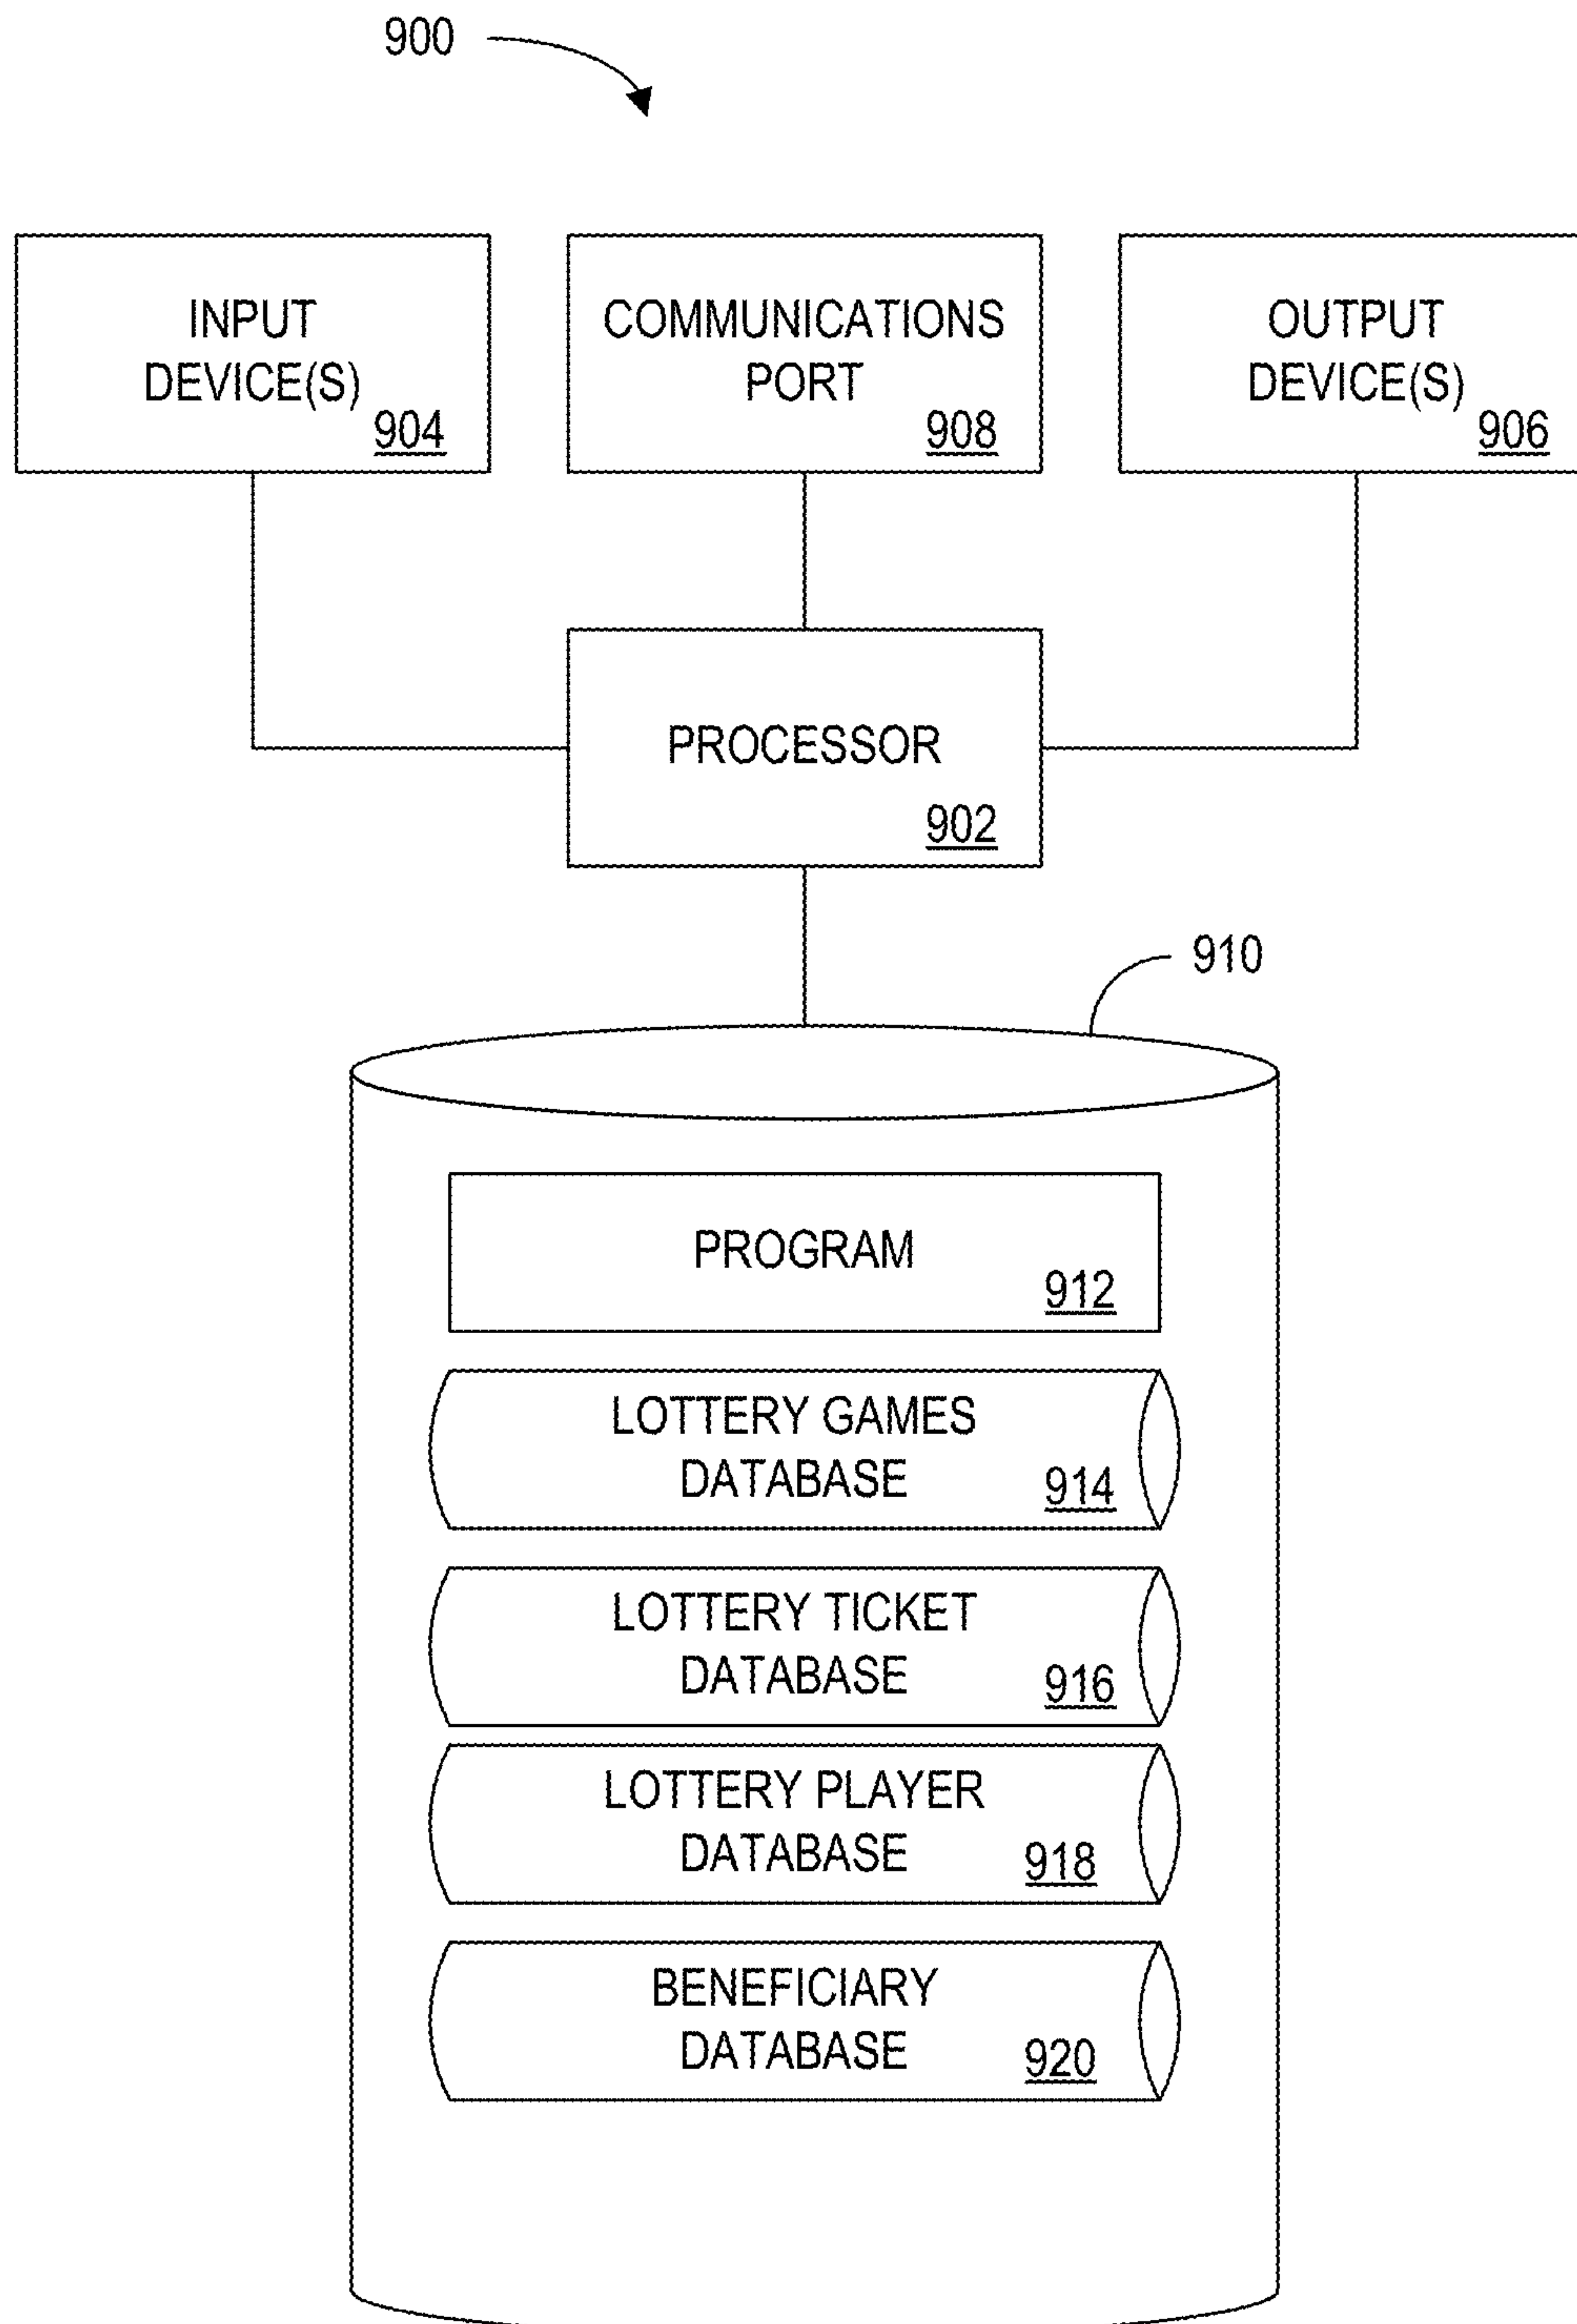 900
INPUT
DEVICE(S)
904
COMMUNICATIONS
PORT
908
OUTPUT
DEVICE(S)
906
PROCESSOR
902
910
PROGRAM
912
LOTTERY GAMES
DATABASE
914
LOTTERY TICKET
DATABASE
916
LOTTERY PLAYER
DATABASE
918
BENEFICIARY
DATABASE
920